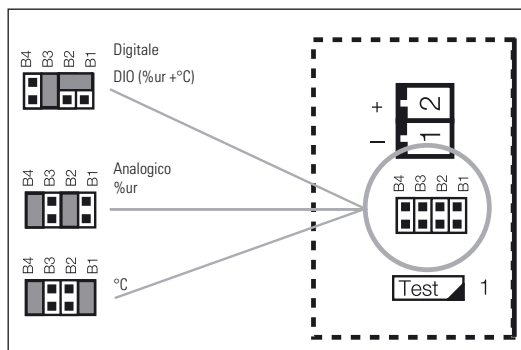 B4 B3 B2 B1
Digitale
DIO (%ur +°C)
B4 B3 B2 B1
Analogico
%ur
B4 B3 B2 B1
°C
+ 2
– 1
B4 B3 B2 B1
Test 1